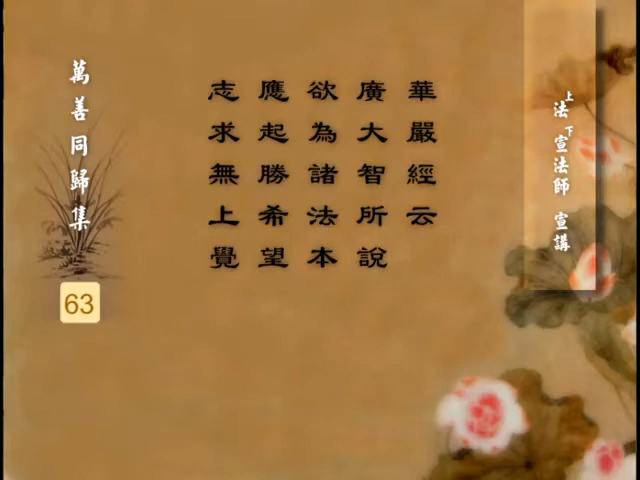 上法下宣法師 宣講
華嚴經云
廣大智所說
欲為諸法本
應起勝希望
志求無上覺
萬善同歸集
63